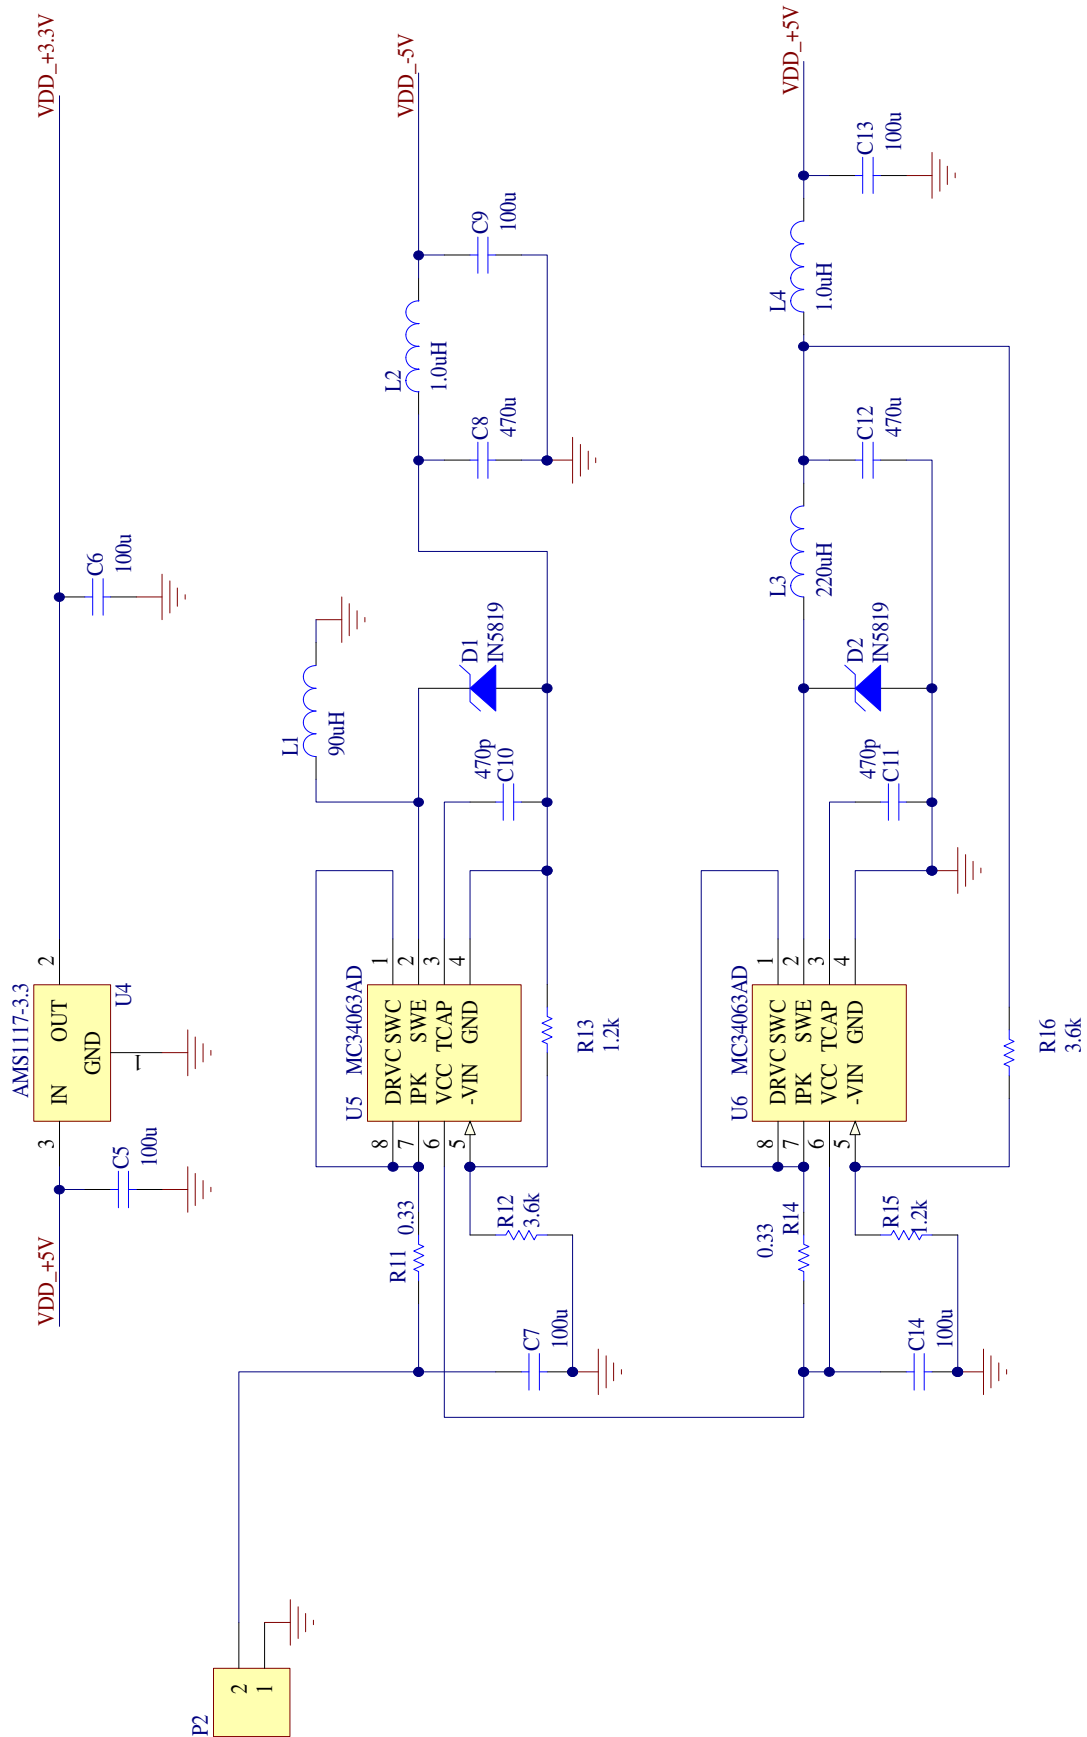 VDD_+5V
VDD_+3.3V
AMS1117-3.3
U4
IN
OUT
GND
3
2
1
C5
100u
C6
100u
P2
2
1
U5
MC34063AD
DRVC SWC
IPK
SWE
VCC TCAP
-VIN
GND
8
7
6
5
1
2
3
4
R11
0.33
R12
3.6k
R13
1.2k
C7
100u
L1
90uH
470p
C10
D1
IN5819
C8
470u
L2
1.0uH
C9
100u
VDD_-5V
U6
MC34063AD
DRVC SWC
IPK
SWE
VCC TCAP
-VIN
GND
8
7
6
5
1
2
3
4
0.33
R14
R15
1.2k
C14
100u
R16
3.6k
470p
C11
D2
IN5819
L3
220uH
C12
470u
L4
1.0uH
C13
100u
VDD_+5V